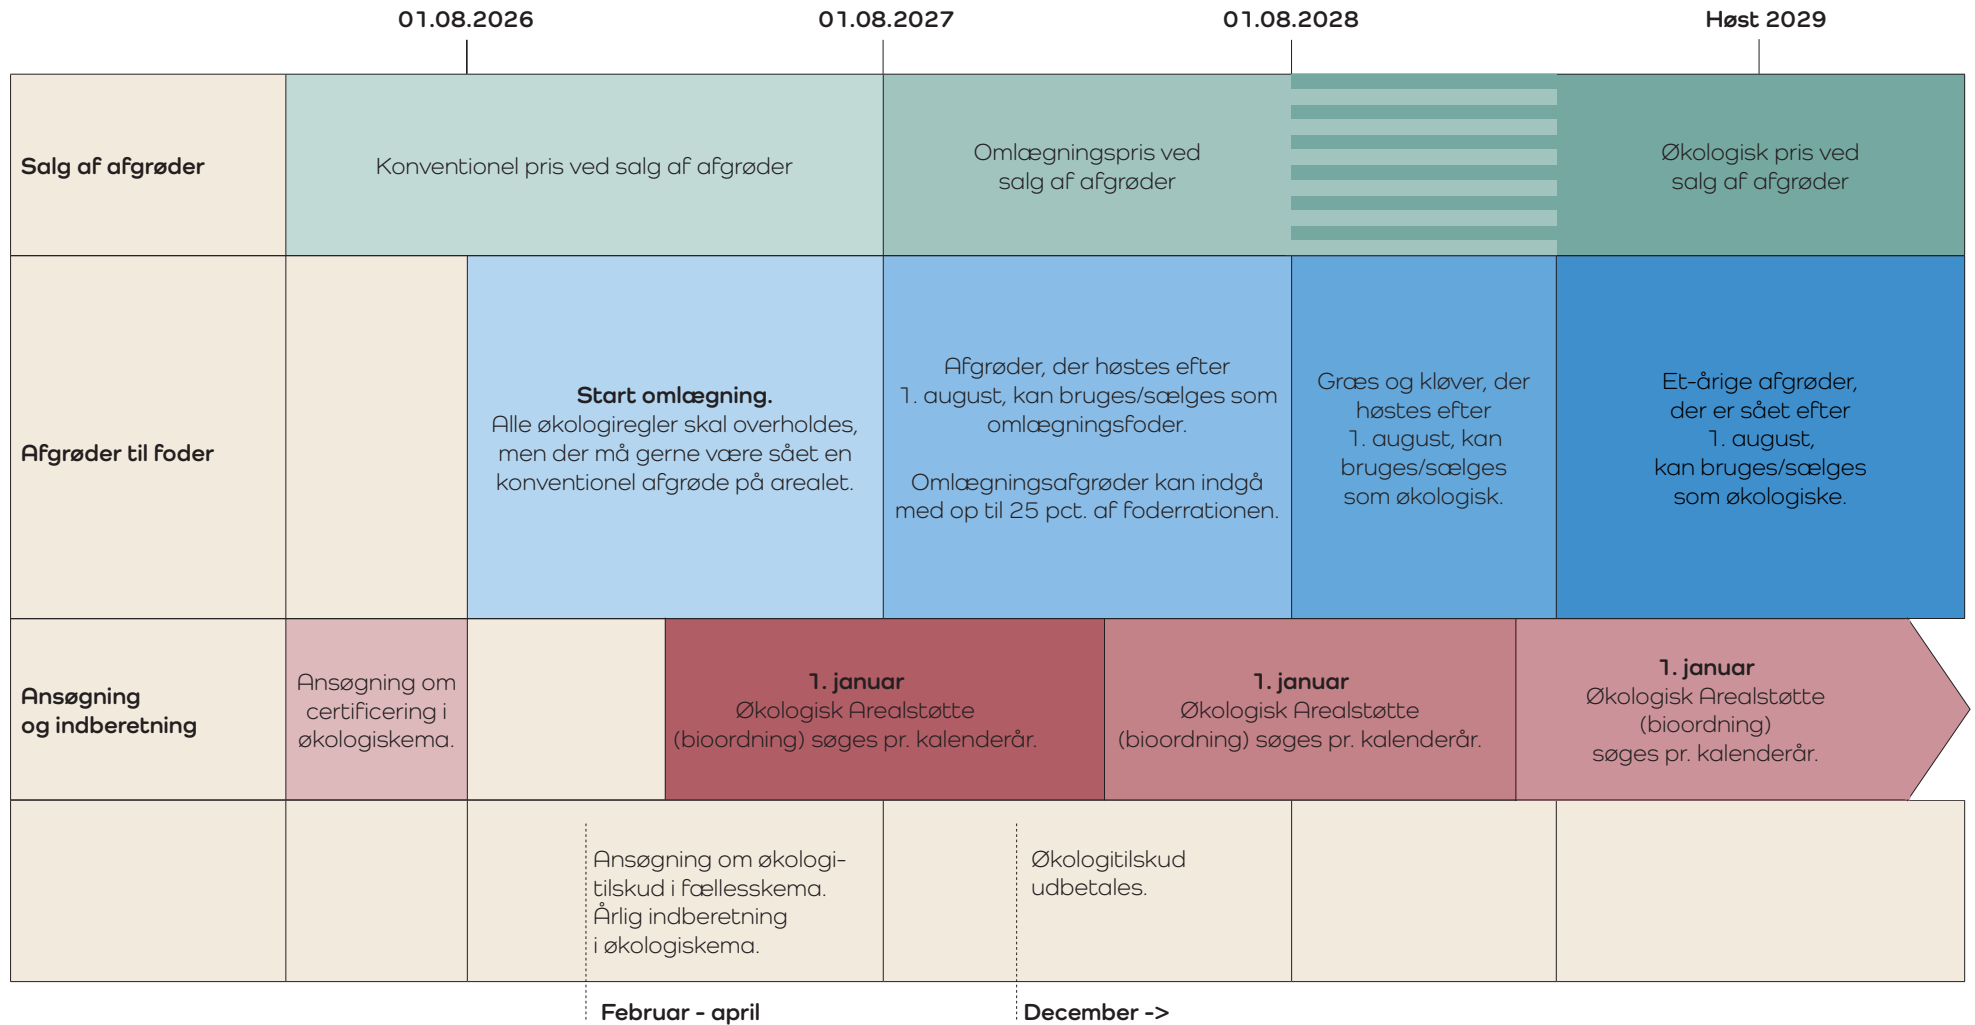 01.08.2026
01.08.2027
01.08.2028
Høst 2029
Salg af afgrøder
Konventionel pris ved salg af afgrøder
Omlægningspris ved
salg af afgrøder
Økologisk pris ved
salg af afgrøder
Afgrøder til foder
Start omlægning.
Alle økologiregler skal overholdes,
men der må gerne være sået en
konventionel afgrøde på arealet.
Afgrøder, der høstes efter
1. august, kan bruges/sælges som
omlægningsfoder.
Omlægningsafgrøder kan indgå
med op til 25 pct. af foderrationen.
Græs og kløver, der
høstes efter
1. august, kan
bruges/sælges
som økologisk.
Et-årige afgrøder,
der er sået efter
1. august,
kan bruges/sælges
som økologiske.
Ansøgning
og indberetning
Ansøgning om
certificering i
økologiskema.
1. januar
Økologisk Arealstøtte
(bioordning) søges pr. kalenderår.
1. januar
Økologisk Arealstøtte
(bioordning) søges pr. kalenderår.
1. januar
Økologisk Arealstøtte
(bioordning)
søges pr. kalenderår.
Ansøgning om økologi-
tilskud i fællesskema.
Årlig indberetning
i økologiskema.
Økologitilskud
udbetales.
Februar - april
December ->